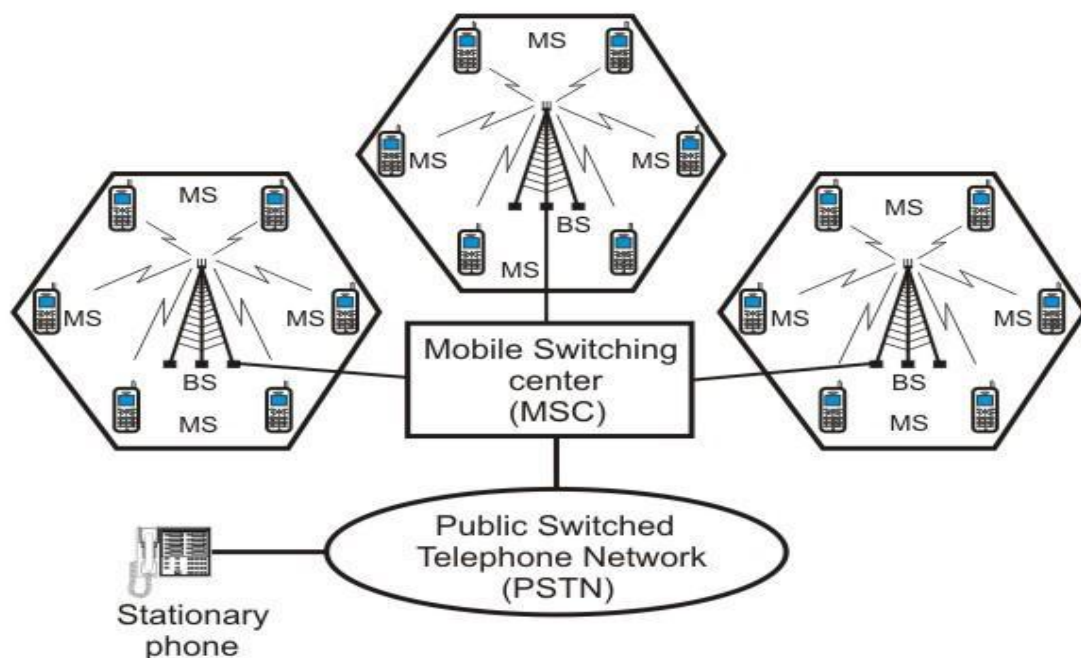 MS
MS
MS
BS
MS
MS
MS
MS
BS
MS
MS
MS
MS
BS
MS
Mobile Switching
center
(MSC)
Public Switched
Telephone Network
(PSTN)
Stationary
phone